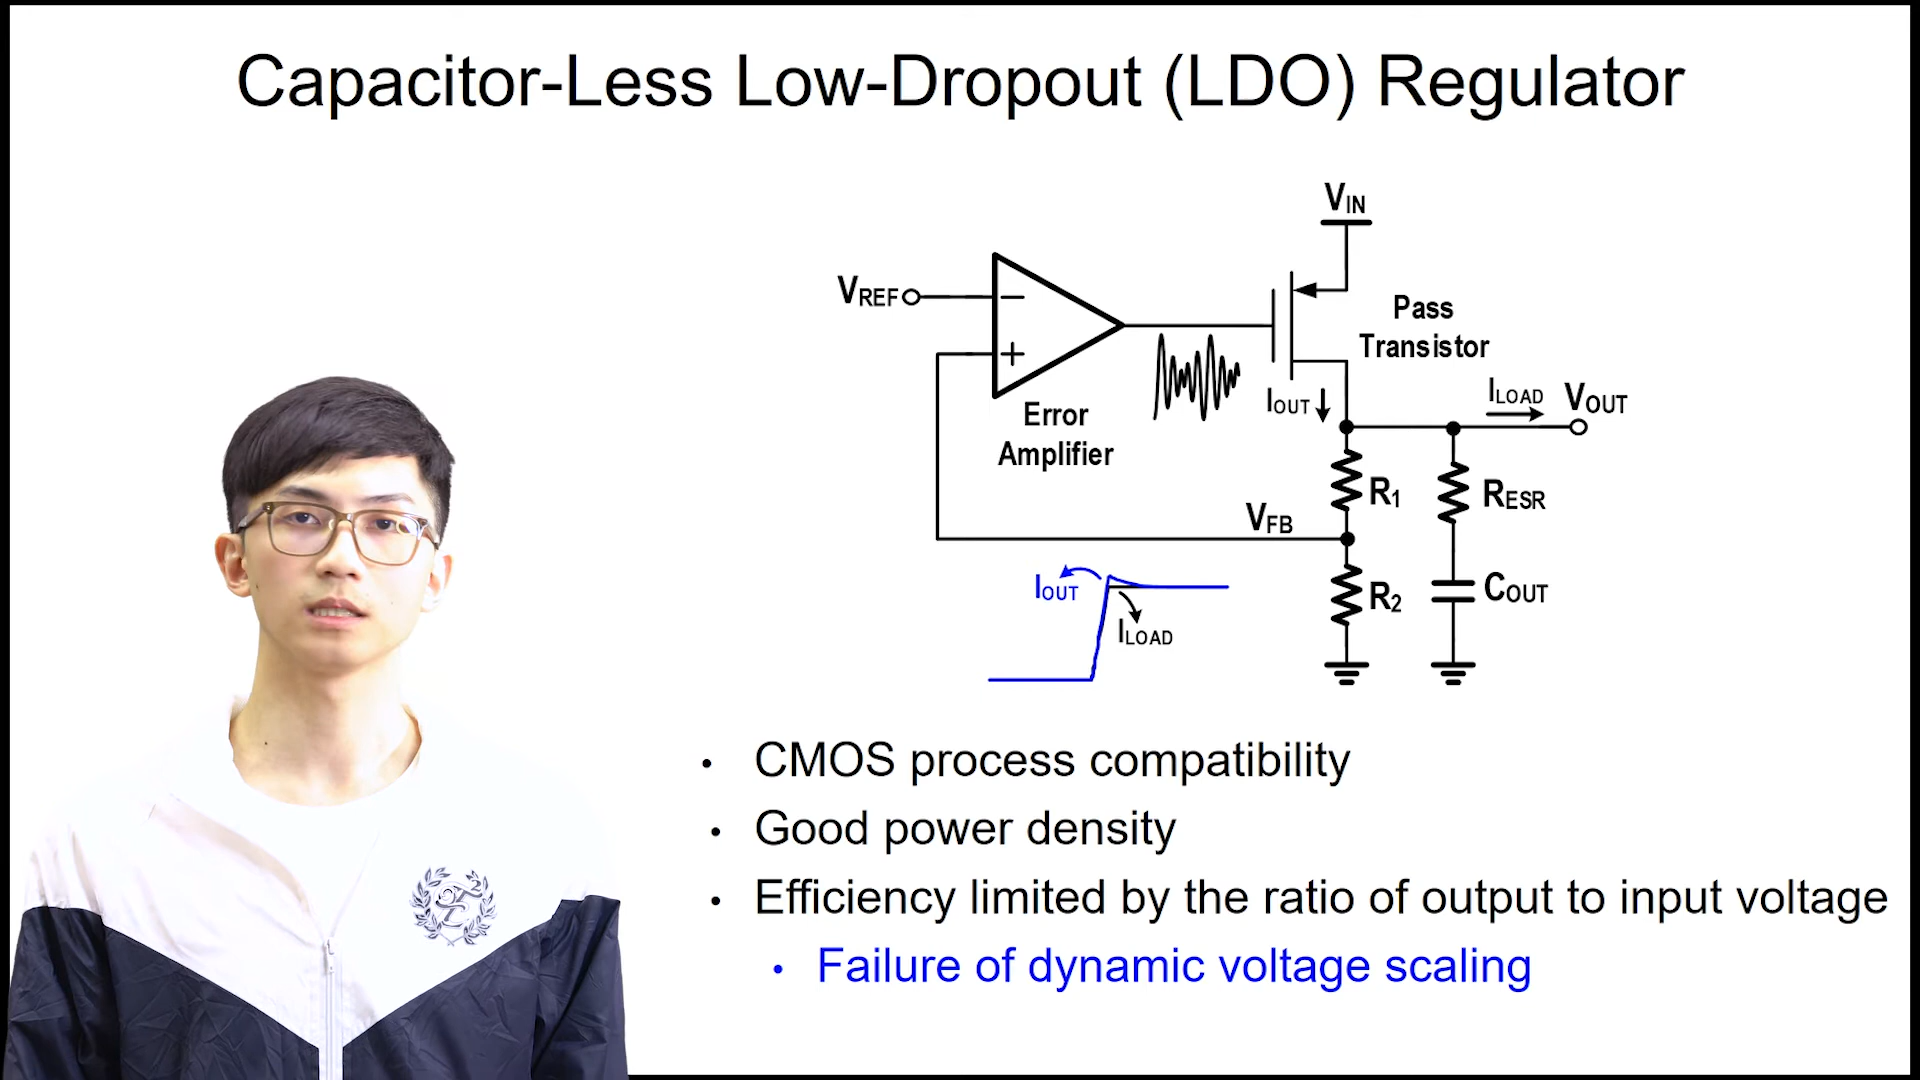 Capacitor-Less Low-Dropout (LDO) Regulator
VIN
VREF
−
+
Pass
Transistor
Error
Amplifier
IOUT
ILOAD
VOUT
R1
RESR
VFB
IOUT
ILOAD
R2
COUT
• CMOS process compatibility
• Good power density
• Efficiency limited by the ratio of output to input voltage
• Failure of dynamic voltage scaling